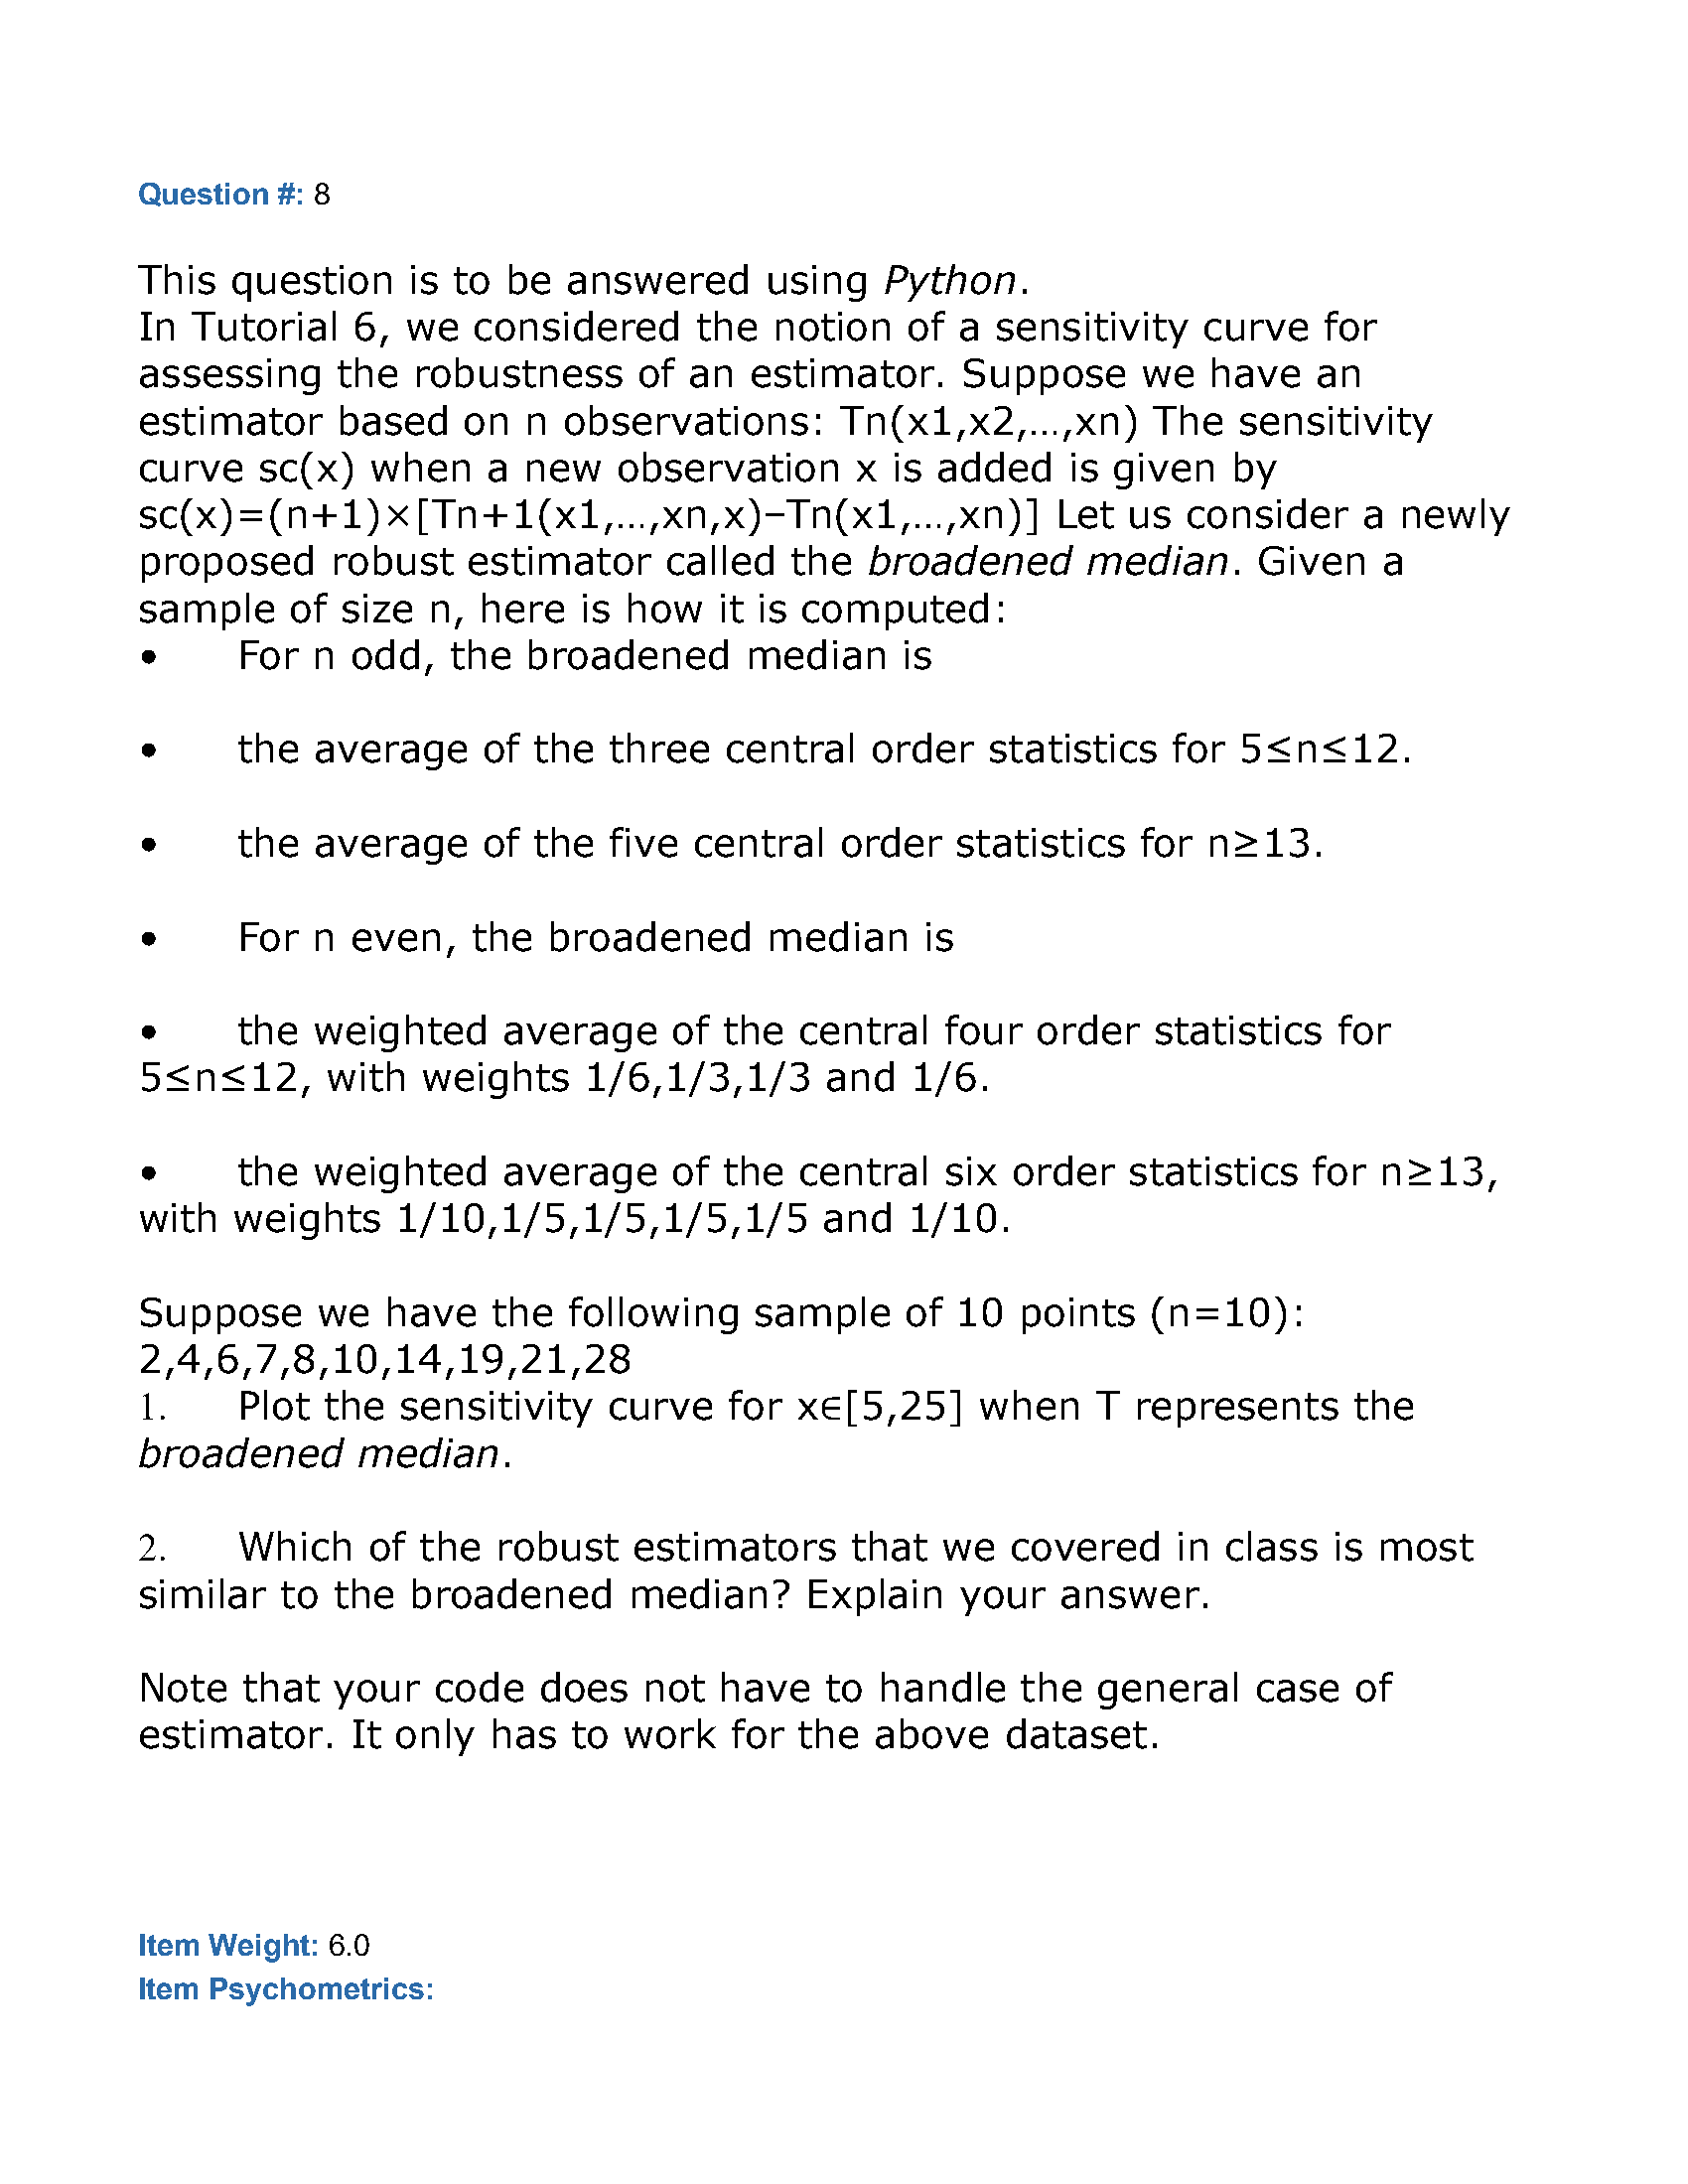 Question #: 8
This question is to be answered using Python.
In Tutorial 6, we considered the notion of a sensitivity curve for
assessing the robustness of an estimator. Suppose we have an
estimator based on n observations: Tn(x1,x2,…,xn) The sensitivity
curve sc(x) when a new observation x is added is given by
sc(x)=(n+1)×[Tn+1(x1,…,xn,x)−Tn(x1,…,xn)] Let us consider a newly
proposed robust estimator called the broadened median. Given a
sample of size n, here is how it is computed:
• For n odd, the broadened median is
• the average of the three central order statistics for 5≤n≤12.
• the average of the five central order statistics for n≥13.
• For n even, the broadened median is
• the weighted average of the central four order statistics for
5≤n≤12, with weights 1/6,1/3,1/3 and 1/6.
• the weighted average of the central six order statistics for n≥13,
with weights 1/10,1/5,1/5,1/5,1/5 and 1/10.
Suppose we have the following sample of 10 points (n=10):
2,4,6,7,8,10,14,19,21,28
1. Plot the sensitivity curve for x∈[5,25] when T represents the
broadened median.
2. Which of the robust estimators that we covered in class is most
similar to the broadened median? Explain your answer.
Note that your code does not have to handle the general case of
estimator. It only has to work for the above dataset.
Item Weight: 6.0
Item Psychometrics: